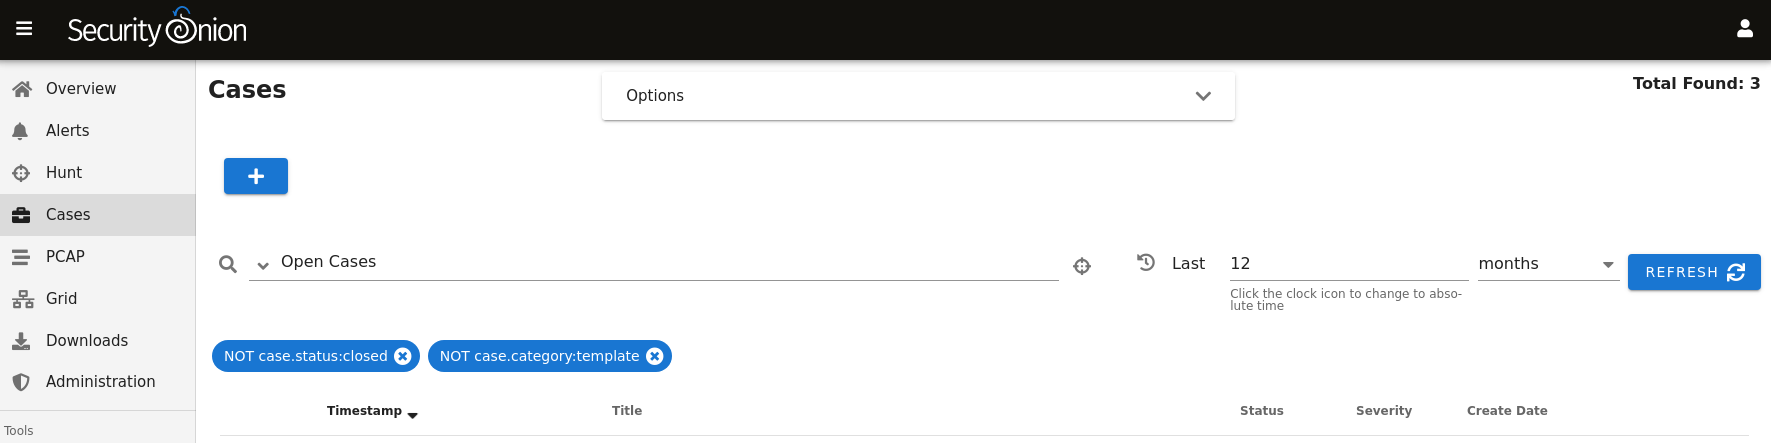 Security Onion
Overview
Alerts
Hunt
Cases
PCAP
Grid
Downloads
Administration
Tools
Cases
Options
Total Found: 3
Open Cases
Last
12
months
REFRESH
Click the clock icon to change to abso-
lute time
NOT case.status:closed
NOT case.category:template
Timestamp Title Status Severity Create Date